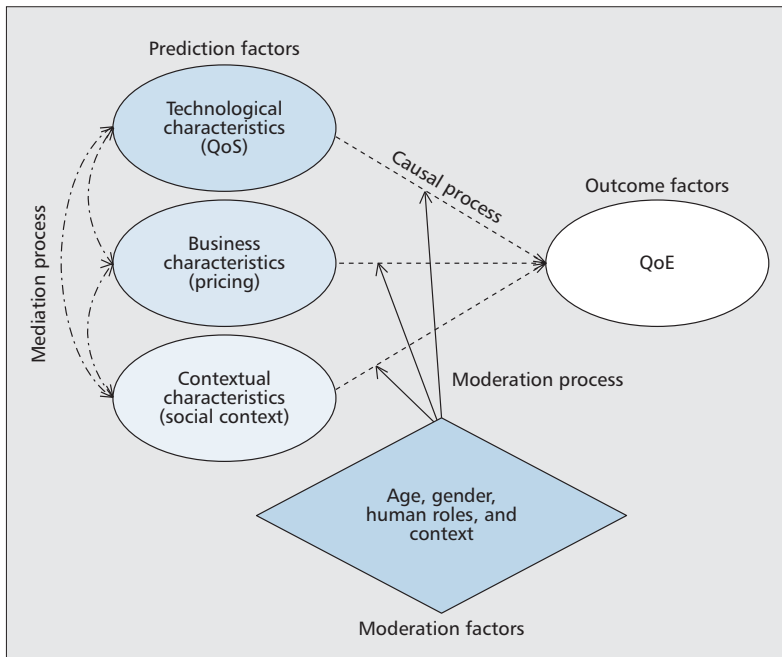 Prediction factors
Technological
characteristics
(QoS)
Causal process
Outcome factors
Mediation process
Business
characteristics
(pricing)
QoE
Contextual
characteristics
(social context)
Moderation process
Age, gender,
human roles, and
context
Moderation factors